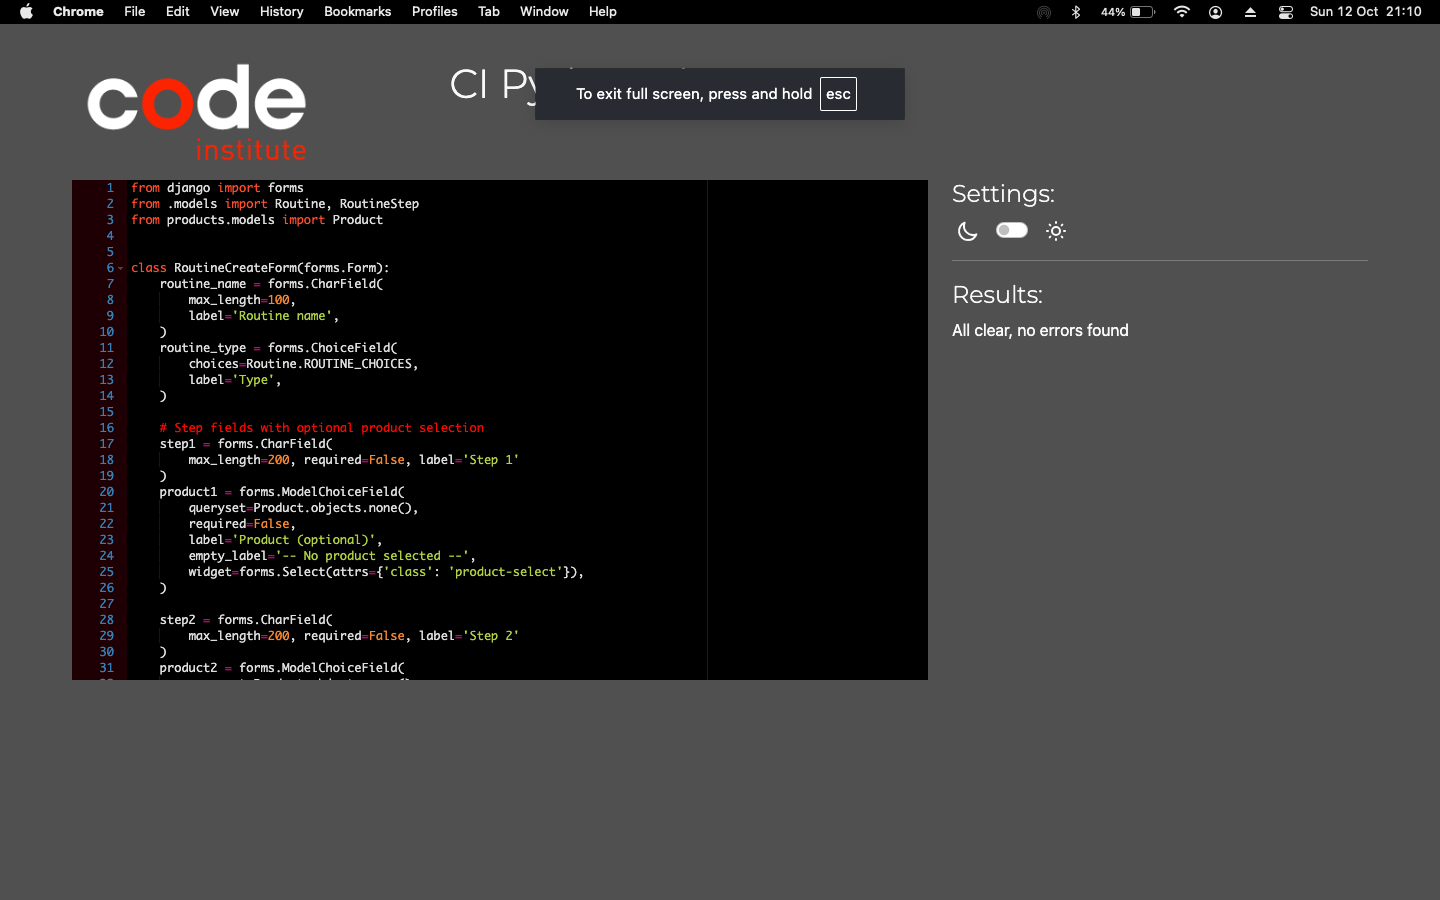 Chrome File Edit View History Bookmarks Profiles Tab Window Help 44% Sun 12 Oct 21:10
code
institute
CI
To exit full screen, press and hold esc
1 from django import forms
2 from .models import Routine, RoutineStep
3 from products.models import Product
4
5
6 class RoutineCreateForm(forms.Form):
7     routine_name = forms.CharField(
8         max_length=100,
9         label='Routine name',
10     )
11     routine_type = forms.ChoiceField(
12         choices=Routine.ROUTINE_CHOICES,
13         label='Type',
14     )
15
16     # Step fields with optional product selection
17     step1 = forms.CharField(
18         max_length=200, required=False, label='Step 1'
19     )
20     product1 = forms.ModelChoiceField(
21         queryset=Product.objects.none(),
22         required=False,
23         label='Product (optional)',
24         empty_label='-- No product selected --',
25         widget=forms.Select(attrs={'class': 'product-select'}),
26     )
27
28     step2 = forms.CharField(
29         max_length=200, required=False, label='Step 2'
30     )
31     product2 = forms.ModelChoiceField(
Settings:
Results:
All clear, no errors found